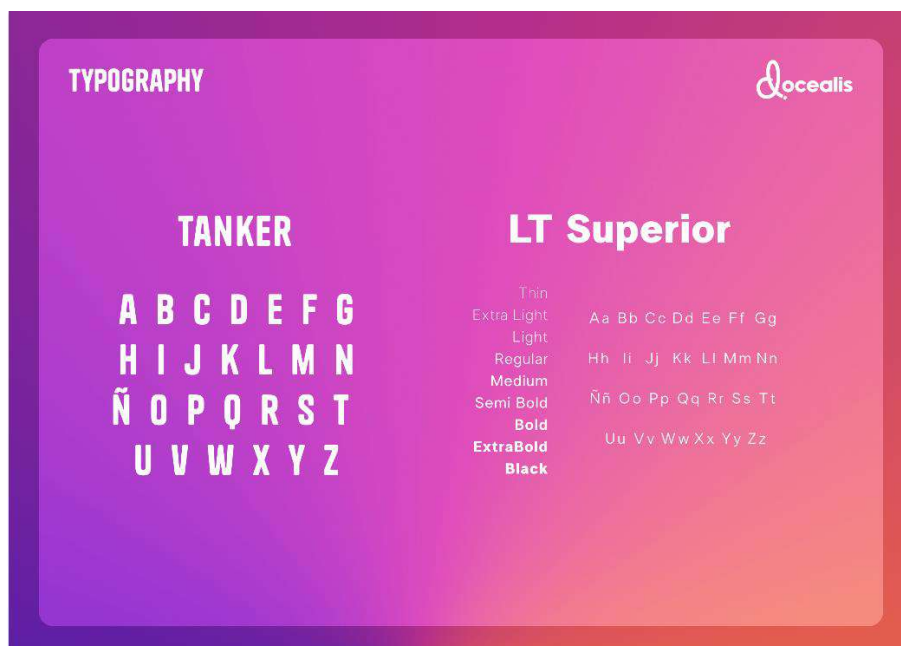 TYPOGRAPHY
Docealis
TANKER
A B C D E F G
H I J K L M N
Ñ O P Q R S T
U V W X Y Z
LT Superior
Thin
Extra Light
Light
Regular
Medium
Semi Bold
Bold
ExtraBold
Black
Aa Bb Cc Dd Ee Ff Gg
Hh Ii Jj Kk Ll Mm Nn
Ññ Oo Pp Qq Rr Ss Tt
Uu Vv Ww Xx Yy Zz